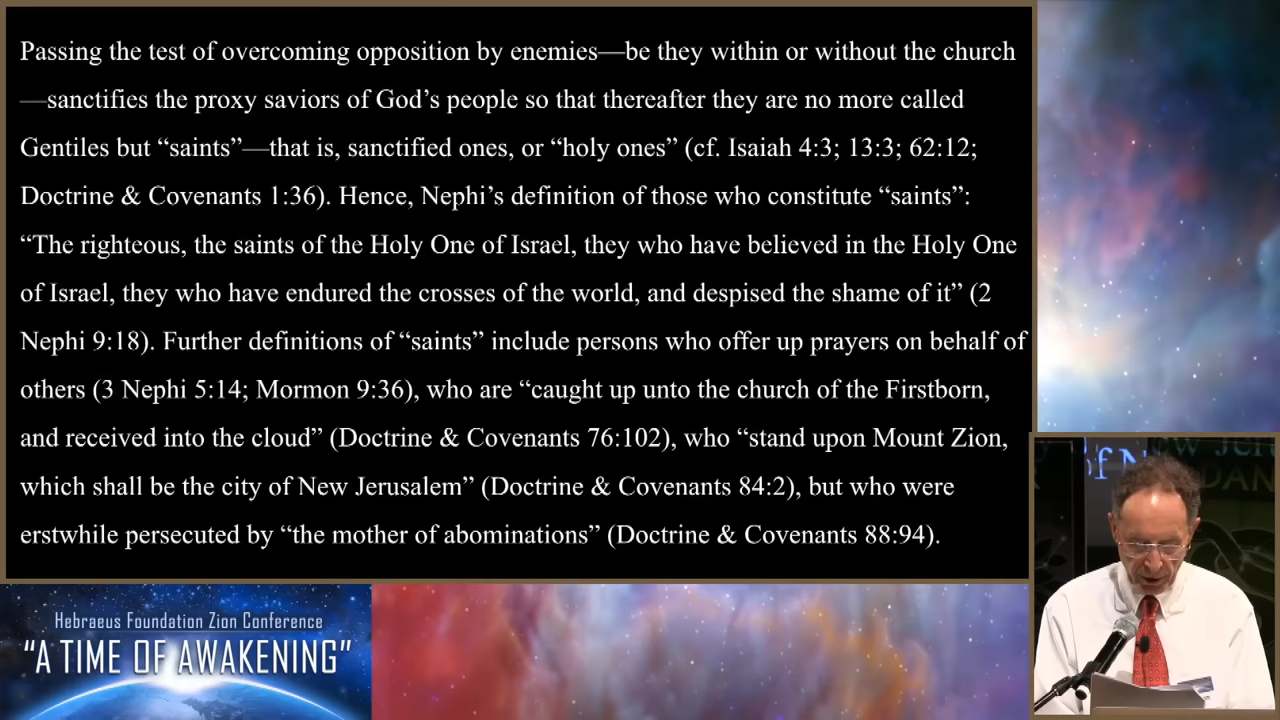 Passing the test of overcoming opposition by enemies—be they within or without the church
—sanctifies the proxy saviors of God’s people so that thereafter they are no more called
Gentiles but “saints”—that is, sanctified ones, or “holy ones” (cf. Isaiah 4:3; 13:3; 62:12;
Doctrine & Covenants 1:36). Hence, Nephi’s definition of those who constitute “saints”:
“The righteous, the saints of the Holy One of Israel, they who have believed in the Holy One
of Israel, they who have endured the crosses of the world, and despised the shame of it” (2
Nephi 9:18). Further definitions of “saints” include persons who offer up prayers on behalf of
others (3 Nephi 5:14; Mormon 9:36), who are “caught up unto the church of the Firstborn,
and received into the cloud” (Doctrine & Covenants 76:102), who “stand upon Mount Zion,
which shall be the city of New Jerusalem” (Doctrine & Covenants 84:2), but who were
erstwhile persecuted by “the mother of abominations” (Doctrine & Covenants 88:94).
of
Hebraeus Foundation Zion Conference
“A TIME OF AWAKENING”